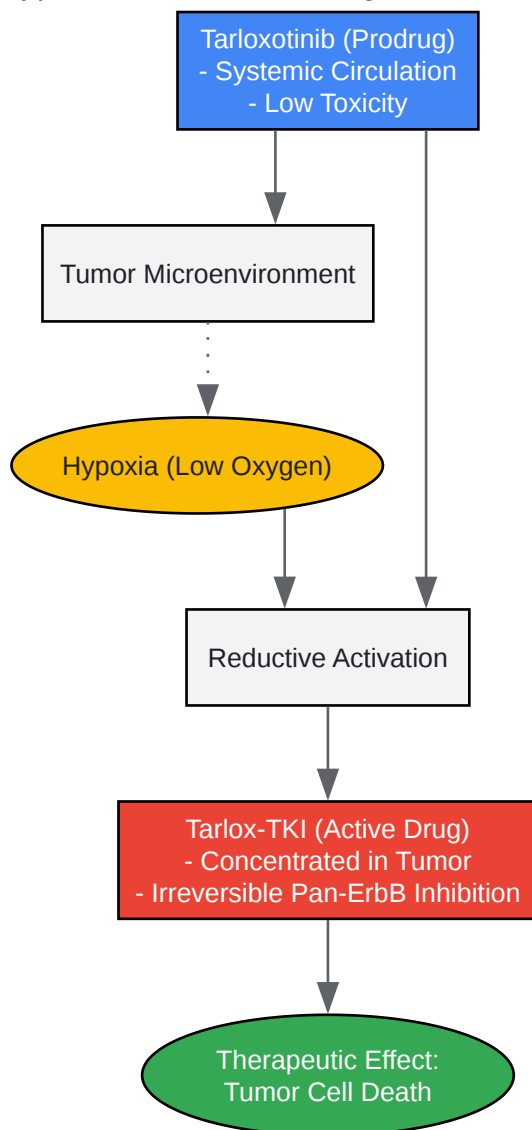 Tarloxotinib (Prodrug)
- Systemic Circulation
- Low Toxicity
Tumor Microenvironment
Hypoxia (Low Oxygen)
Reductive Activation
Tarlox-TKI (Active Drug)
- Concentrated in Tumor
- Irreversible Pan-ErbB Inhibition
Therapeutic Effect:
Tumor Cell Death